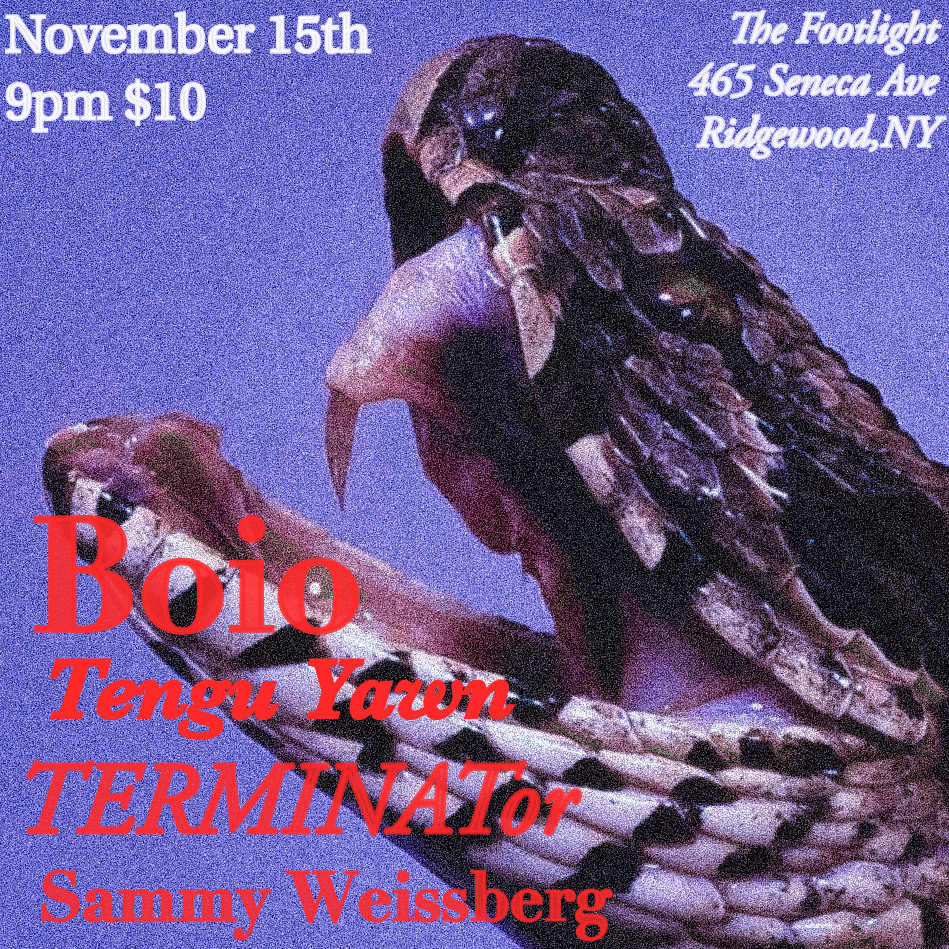 November 15th
9pm $10
The Footlight
465 Seneca Ave
Ridgewood,NY
Boio
Tengu Yawn
TERMINATor
Sammy Weissberg